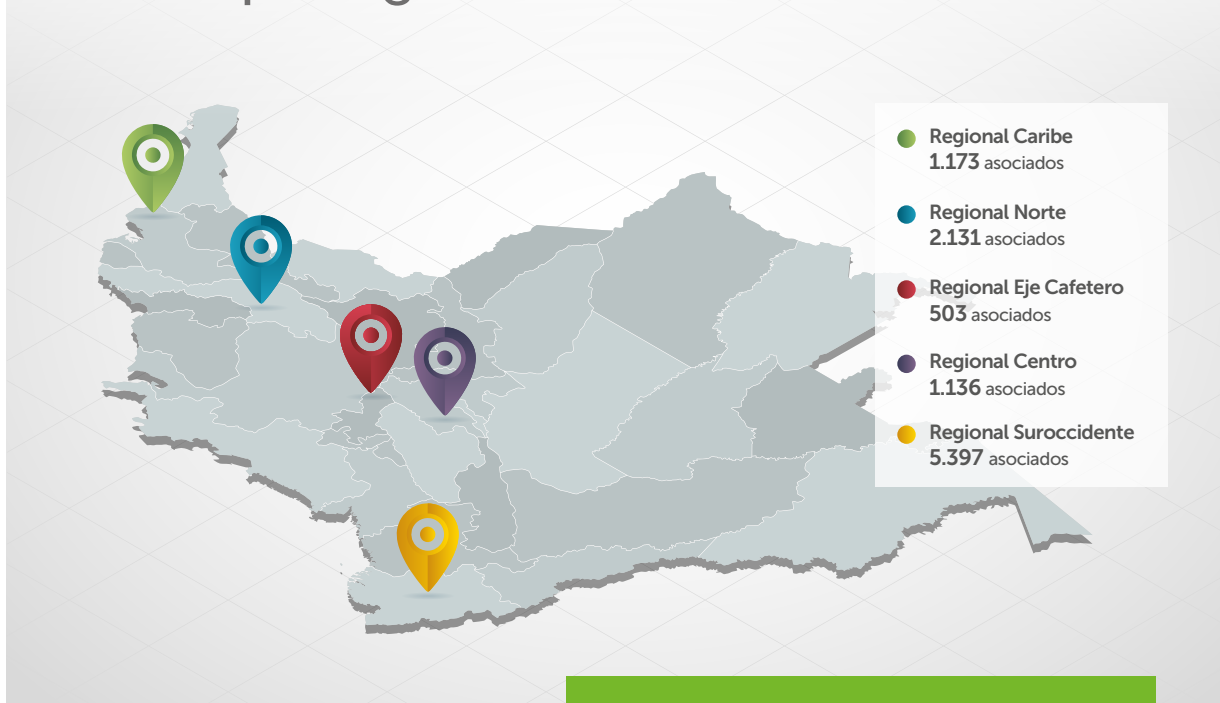 Regional Caribe
1.173 asociados
Regional Norte
2.131 asociados
Regional Eje Cafetero
503 asociados
Regional Centro
1.136 asociados
Regional Suroccidente
5.397 asociados